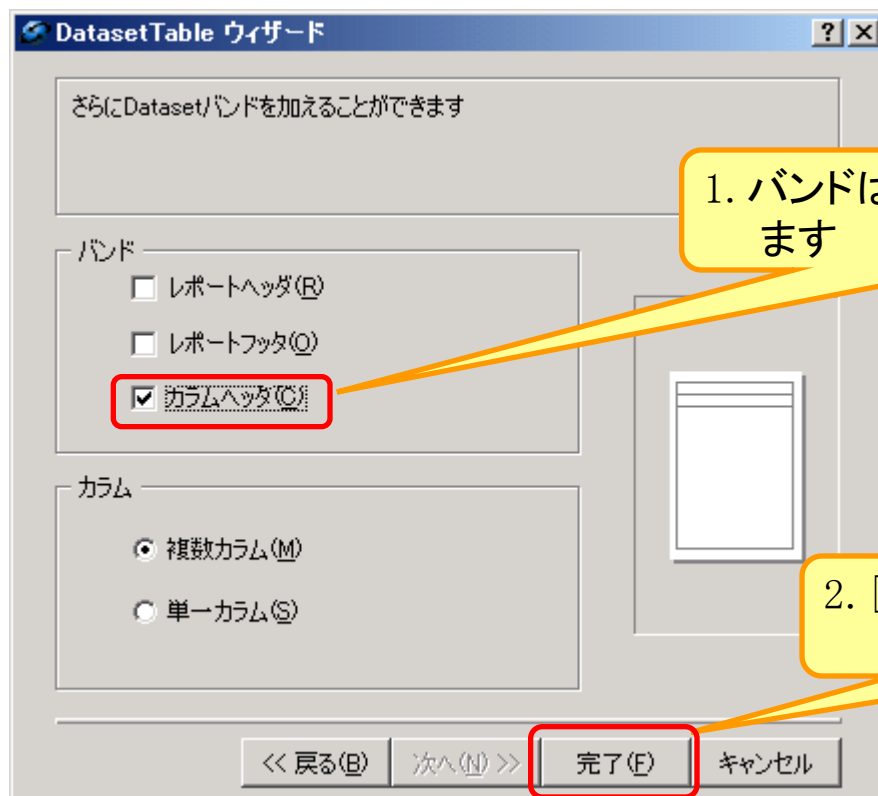 DatasetTable ウィザード
さらにDatasetバンドを加えることができます
1. バンドは
ます
バンド
レポートヘッダ(R)
レポートフッタ(O)
カラムヘッダ(C)
カラム
複数カラム(M)
単一カラム(S)
2. [
<< 戻る(B)
次へ(N) >>
完了(F)
キャンセル